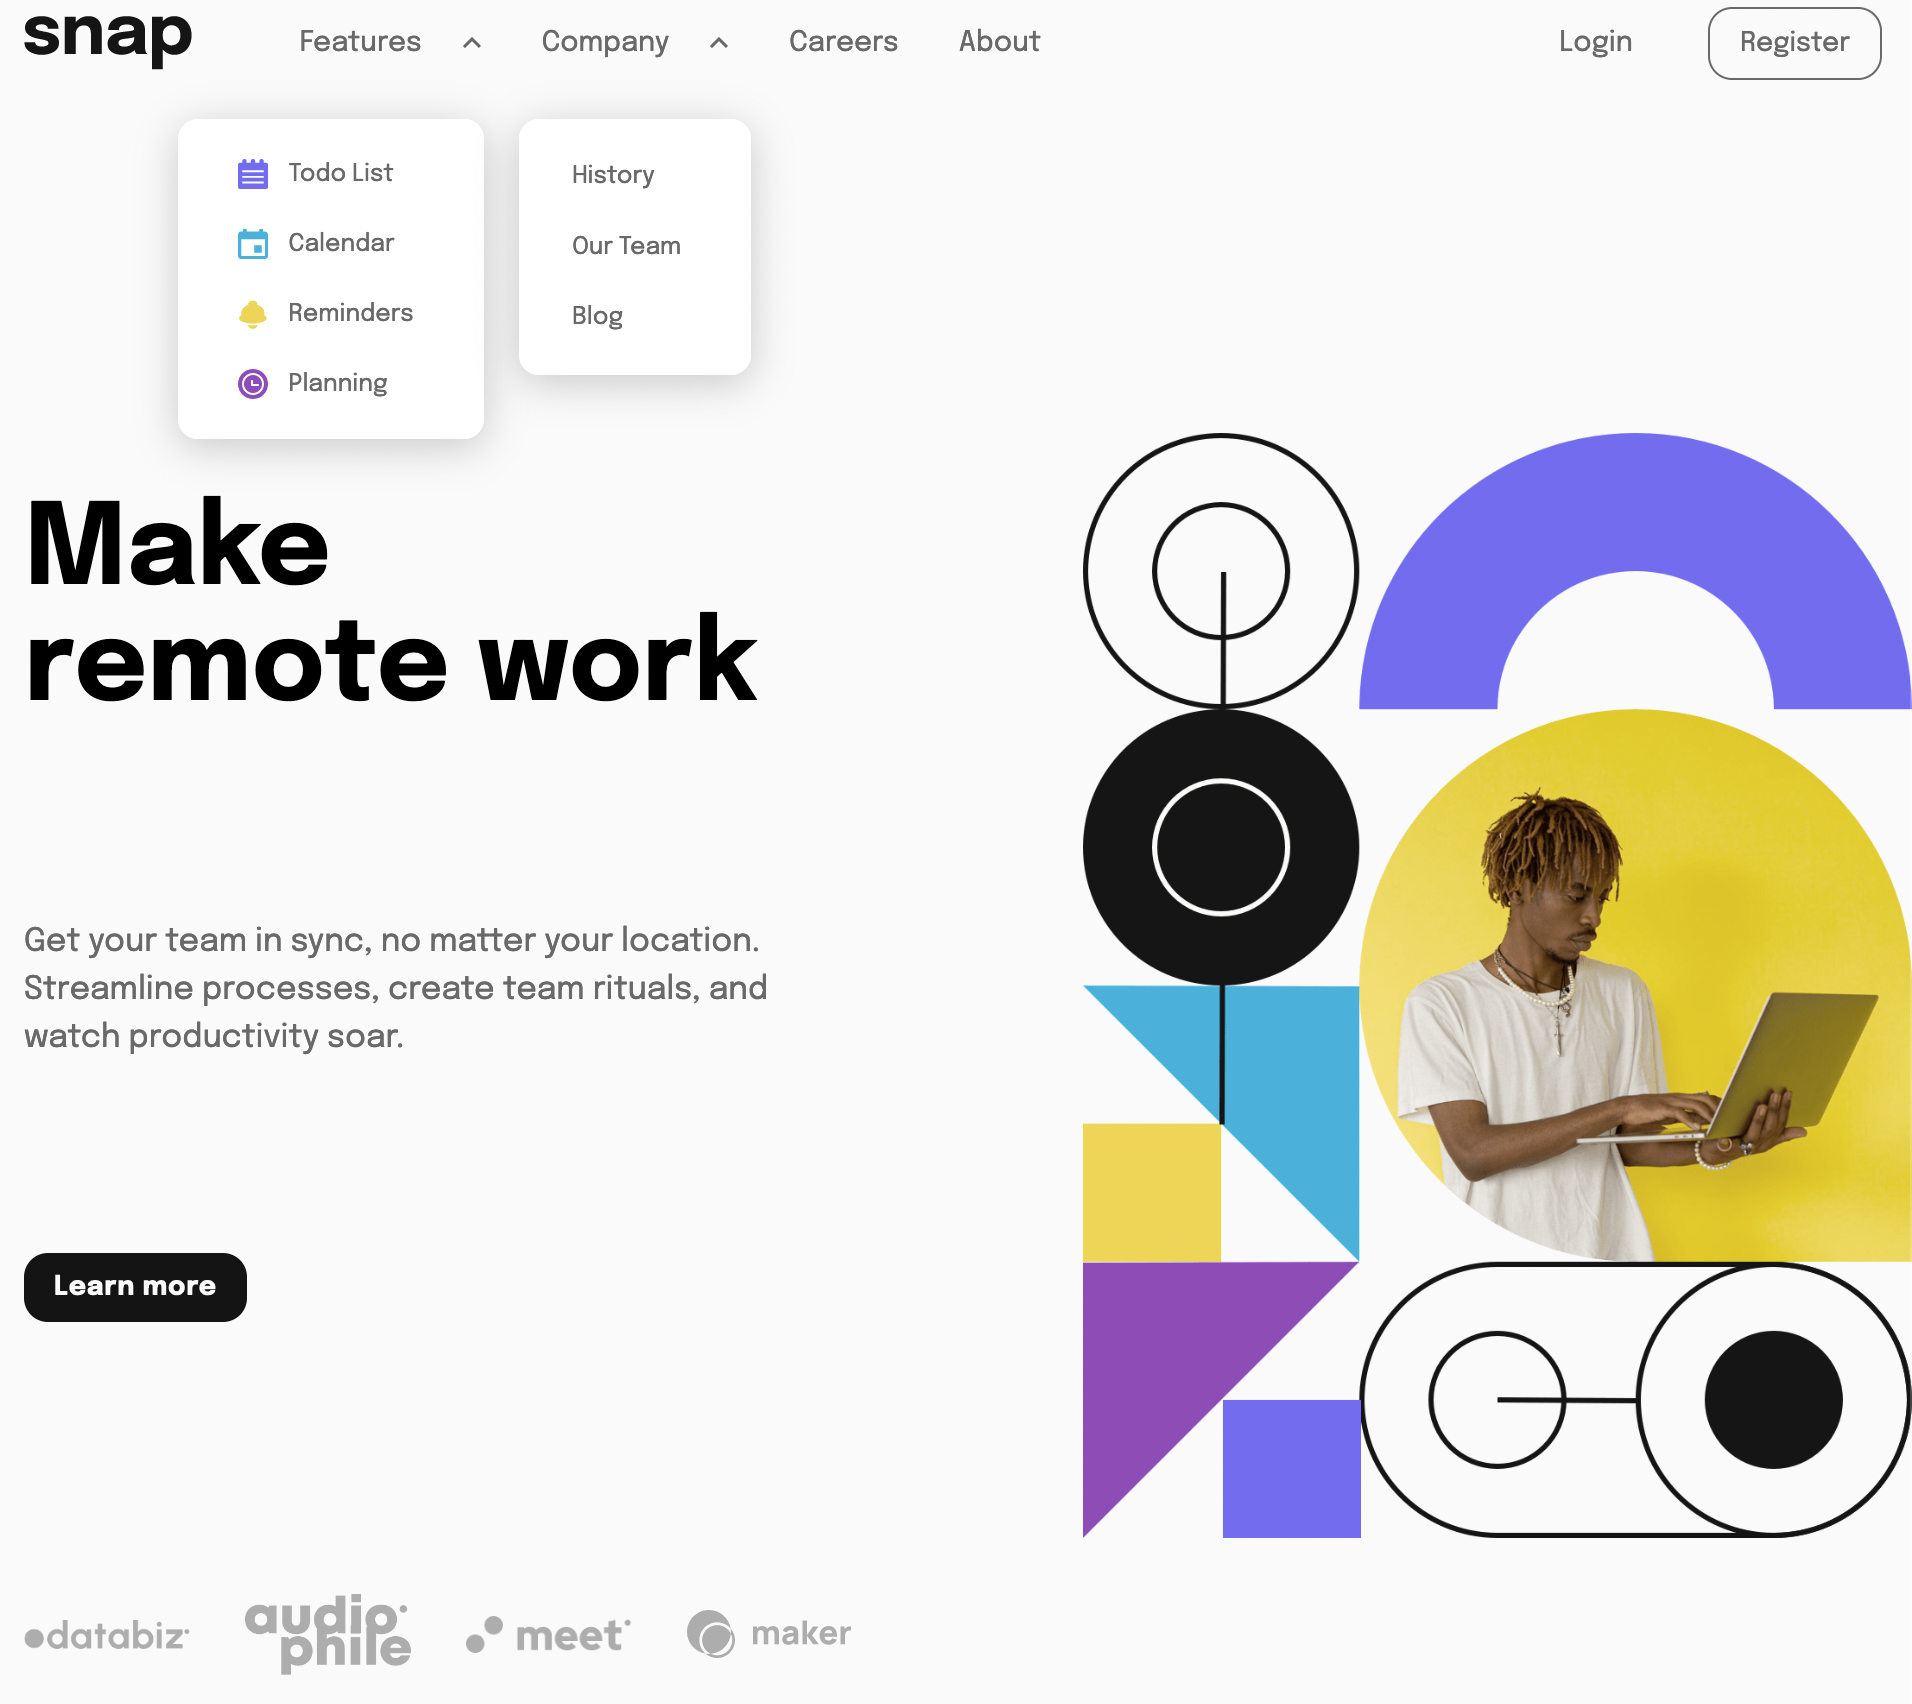 snap
Features
Company
Careers
About
Login
Register
Todo List
Calendar
Reminders
Planning
History
Our Team
Blog
Make
remote work
Get your team in sync, no matter your location.
Streamline processes, create team rituals, and
watch productivity soar.
Learn more
databiz
audio
phile
meet
maker